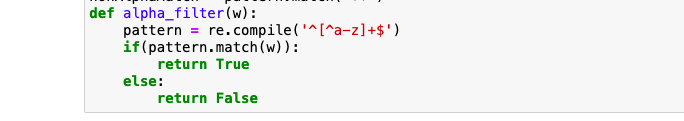 def alpha_filter(w):
    pattern = re.compile('^[^a-z]+$')
    if(pattern.match(w)):
        return True
    else:
        return False